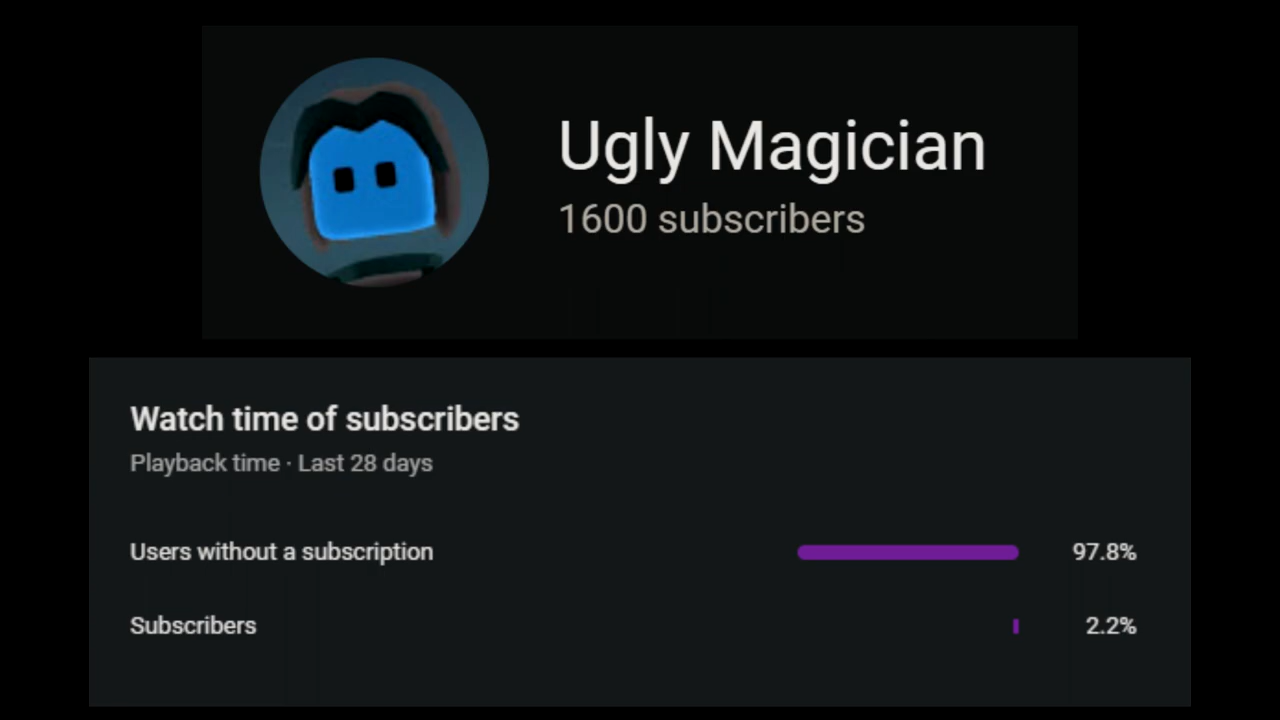 Ugly Magician
1600 subscribers
Watch time of subscribers
Playback time · Last 28 days
Users without a subscription 97.8%
Subscribers 2.2%